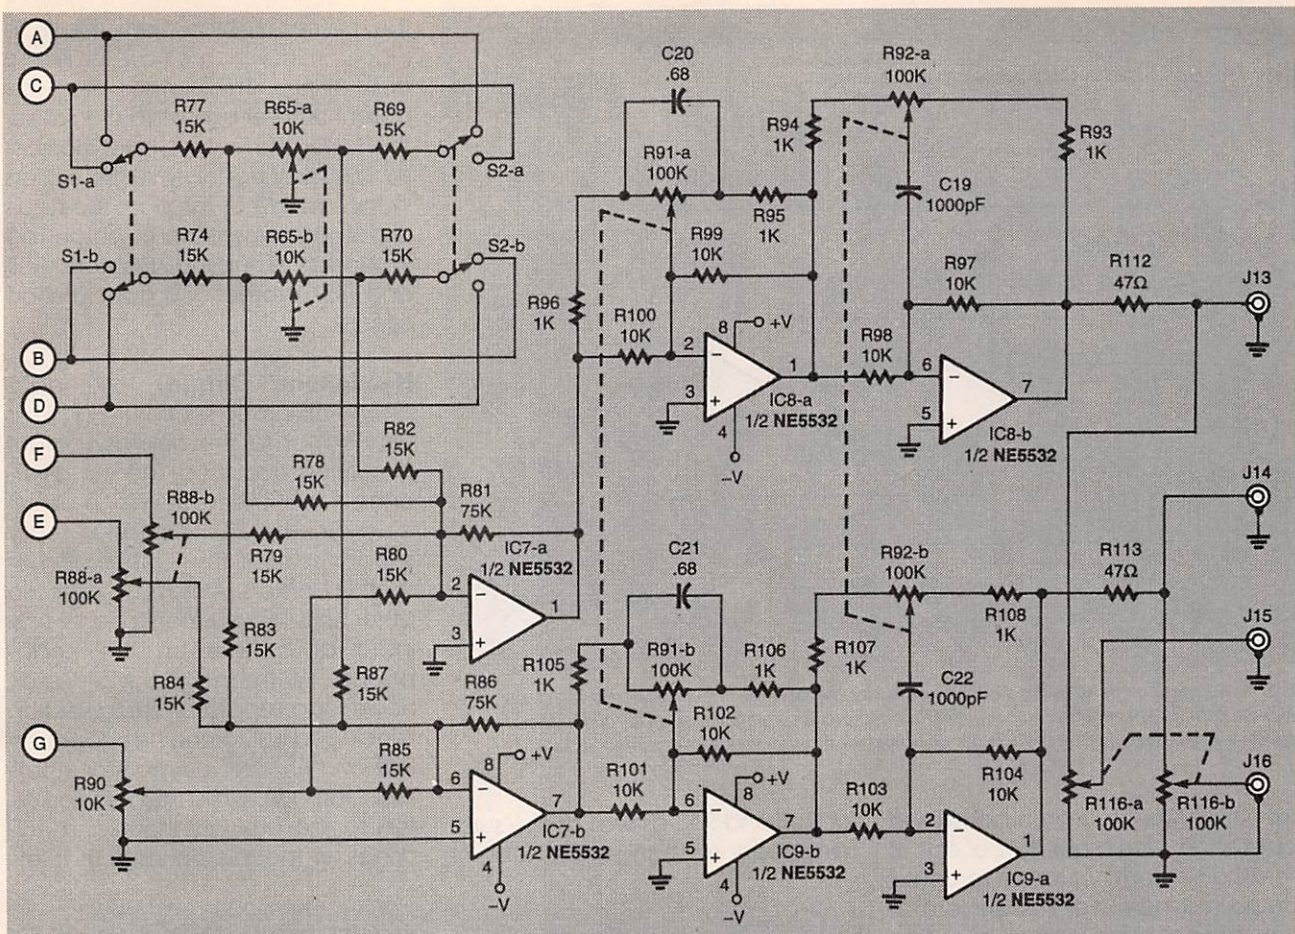 A
C
R77
15K
R65-a
10K
R69
15K
S1-a
S2-a
R74
15K
R65-b
10K
R70
15K
S1-b
S2-b
B
D
F
E
G
C20
.68
R91-a
100K
R94
1K
R95
1K
R99
10K
R96
1K
R100
10K
8
+V
2
−
3
+
1
4
−V
IC8-a
1/2 NE5532
R92-a
100K
R93
1K
C19
1000pF
R97
10K
R98
10K
6
−
5
+
7
IC8-b
1/2 NE5532
R112
47Ω
J13
R82
15K
R78
15K
R81
75K
R88-b
100K
R79
15K
R80
15K
IC7-a
1/2 NE5532
2
−
3
+
1
R88-a
100K
R83
15K
R84
15K
R87
15K
R86
75K
R105
1K
R85
15K
R90
10K
8
+V
6
−
5
+
7
4
−V
IC7-b
1/2 NE5532
C21
.68
R91-b
100K
R106
1K
R107
1K
R102
10K
R101
10K
8
+V
6
−
5
+
7
4
−V
IC9-b
1/2 NE5532
R92-b
100K
R108
1K
C22
1000pF
R103
10K
R104
10K
2
−
3
+
1
IC9-a
1/2 NE5532
R113
47Ω
J14
J15
J16
R116-a
100K
R116-b
100K